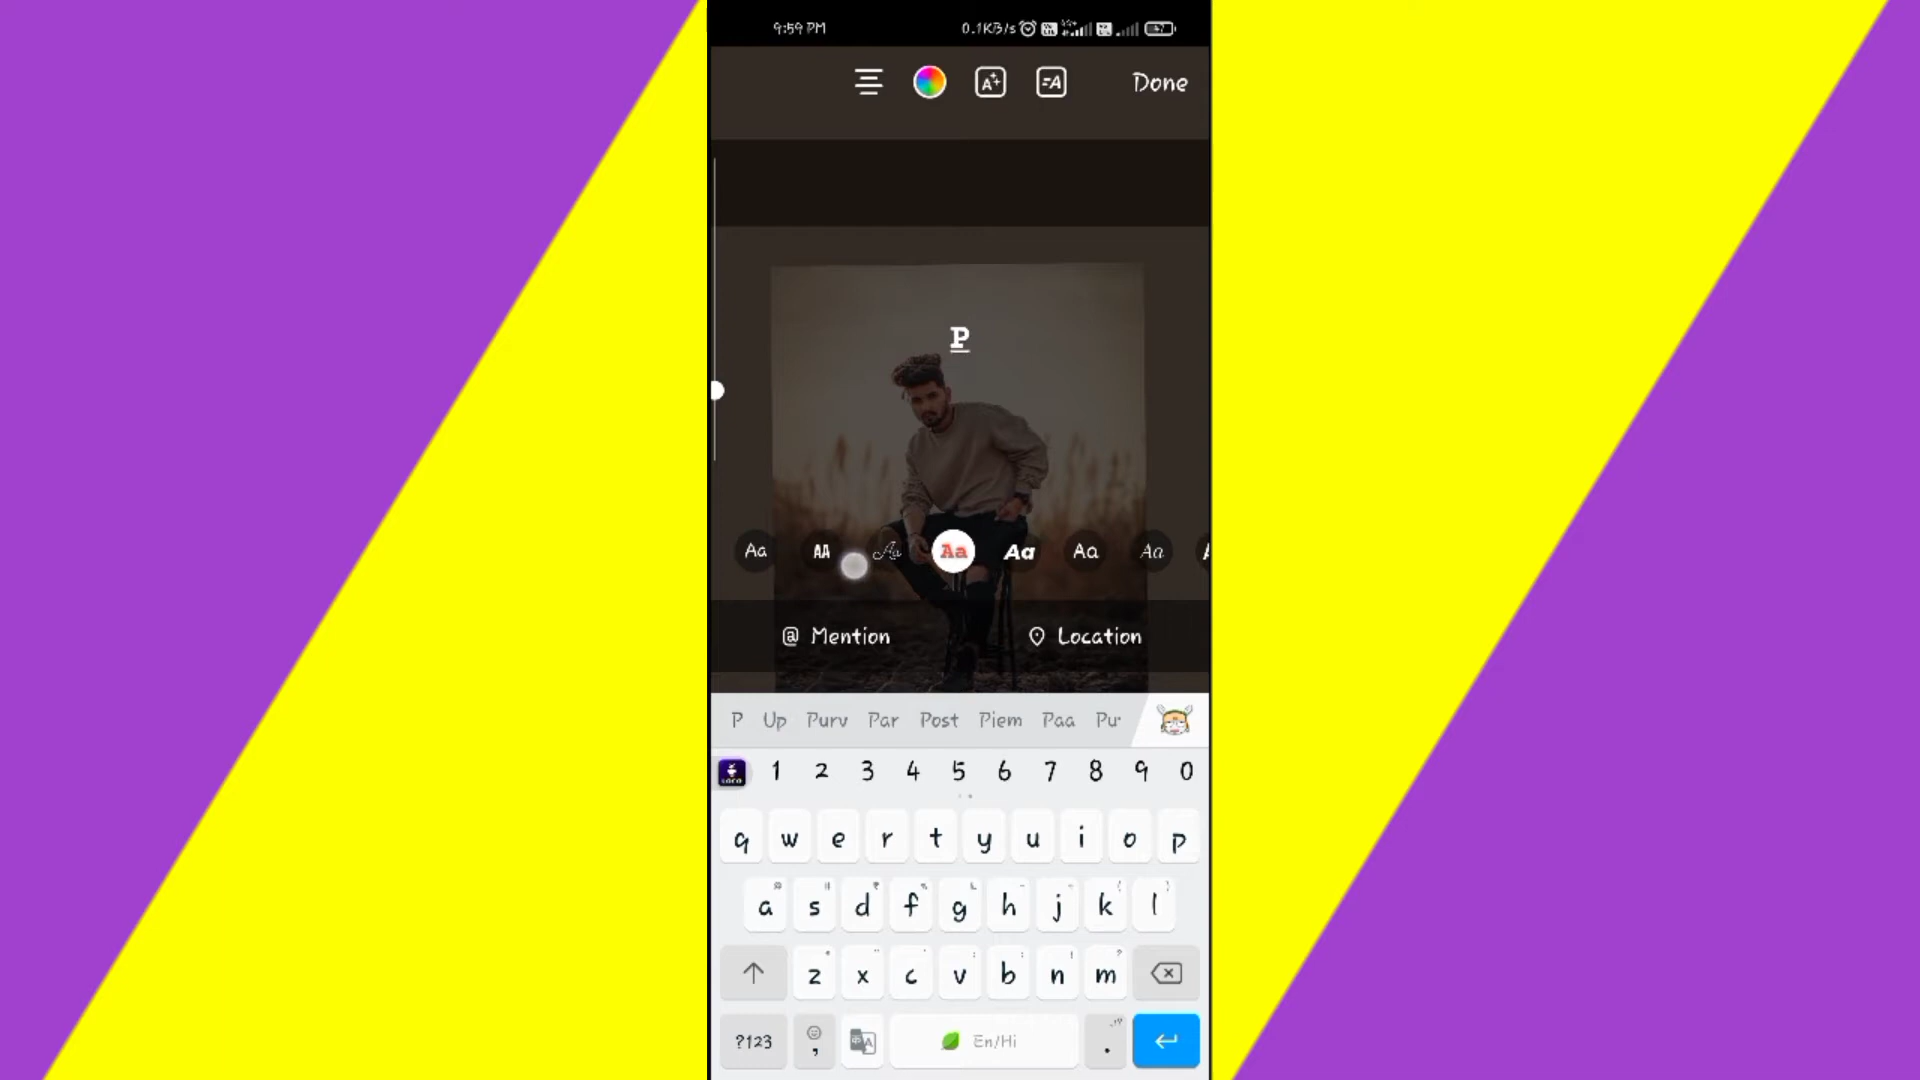 9:59 PM 0.1KB/s
Done
P
Aa AA Aa Aa Aa Aa Aa
@ Mention Location
P Up Purv Par Post Piem Paa Pu
1 2 3 4 5 6 7 8 9 0
q w e r t y u i o p
a s d f g h j k l
z x c v b n m
?123 , En/Hi .